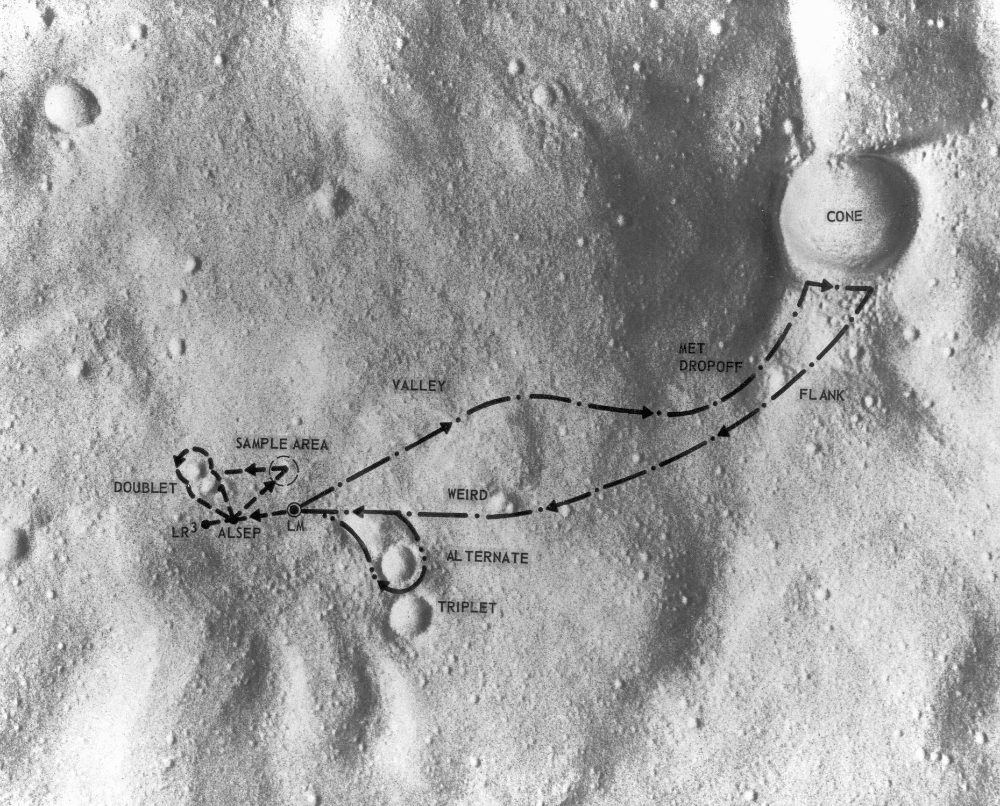 CONE
MET
DROPOFF
VALLEY
FLANK
SAMPLE AREA
DOUBLET
WEIRD
LR3
ALSEP
LM
ALTERNATE
TRIPLET